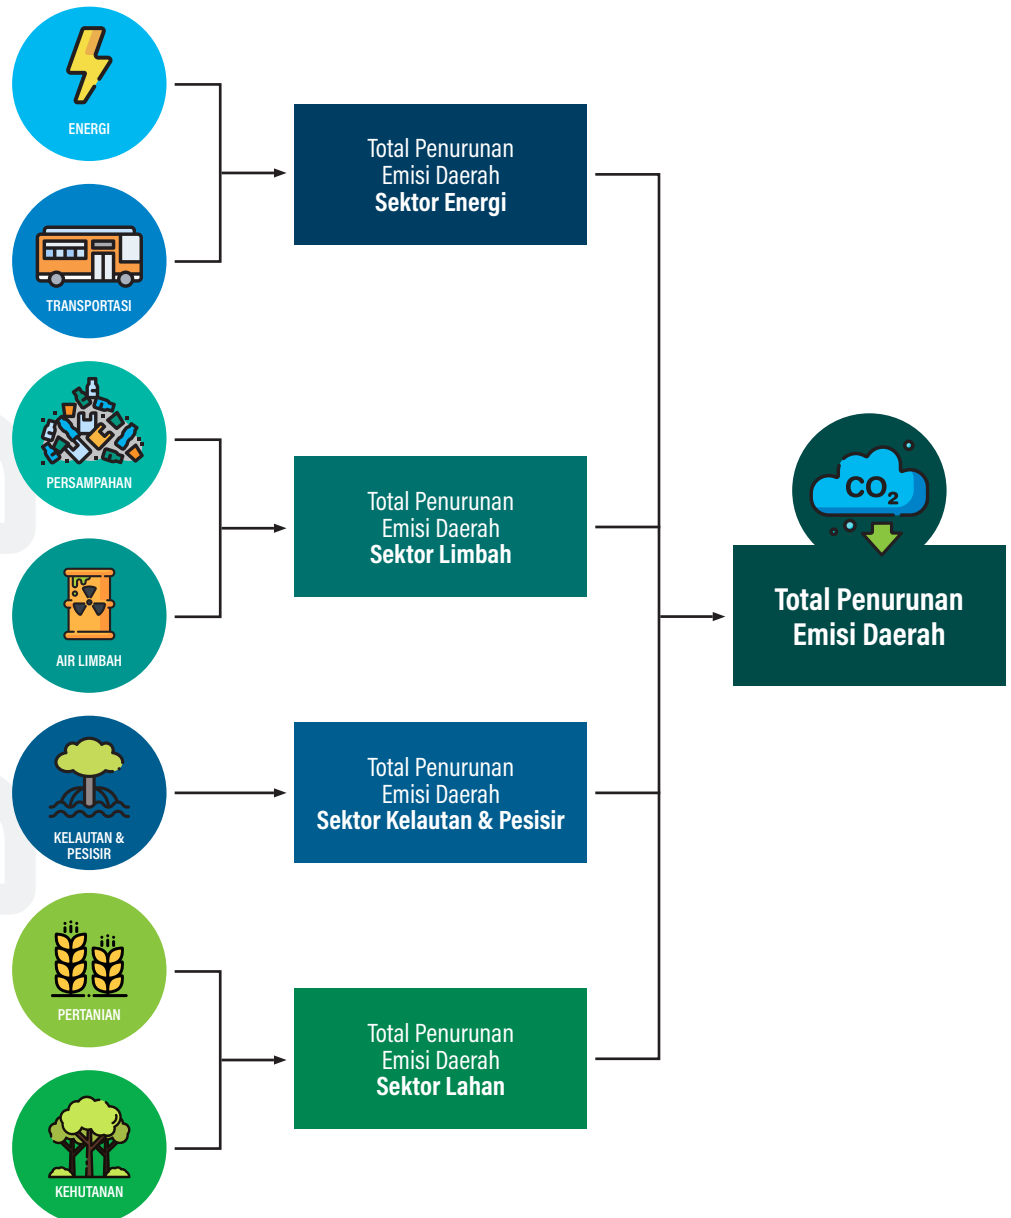 ENERGI
TRANSPORTASI
PERSAMPAHAN
AIR LIMBAH
KELAUTAN &
PESISIR
PERTANIAN
KEHUTANAN
Total Penurunan
Emisi Daerah
Sektor Energi
Total Penurunan
Emisi Daerah
Sektor Limbah
Total Penurunan
Emisi Daerah
Sektor Kelautan & Pesisir
Total Penurunan
Emisi Daerah
Sektor Lahan
CO₂
Total Penurunan
Emisi Daerah